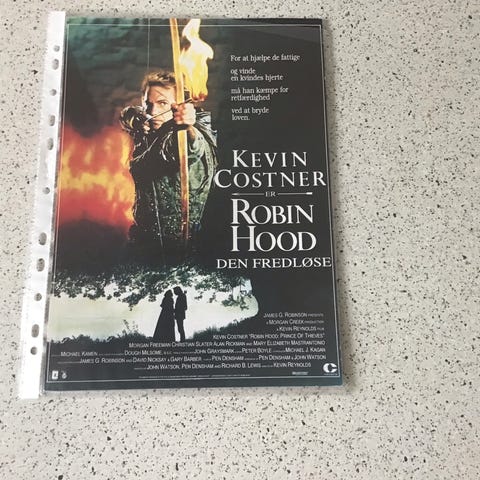 For at hjælpe de fattige
og vinde
en kvindes hjerte
må han kæmpe for
retfærdighed
ved at bryde
loven.
KEVIN
COSTNER
ER
ROBIN
HOOD
DEN FREDLØSE
JAMES G. ROBINSON PRESENTS
A MORGAN CREEK PRODUCTION
A KEVIN REYNOLDS FILM
KEVIN COSTNER "ROBIN HOOD: PRINCE OF THIEVES"
MORGAN FREEMAN CHRISTIAN SLATER ALAN RICKMAN AND MARY ELIZABETH MASTRANTONIO
MICHAEL KAMEN DOUGH MILSOME, B.S.C. JOHN GRAYSMARK PETER BOYLE MICHAEL J. KAGAN
JAMES G. ROBINSON DAVID NICKSAY & GARY BARBER PEN DENSHAM PEN DENSHAM & JOHN WATSON
JOHN WATSON, PEN DENSHAM AND RICHARD B. LEWIS KEVIN REYNOLDS